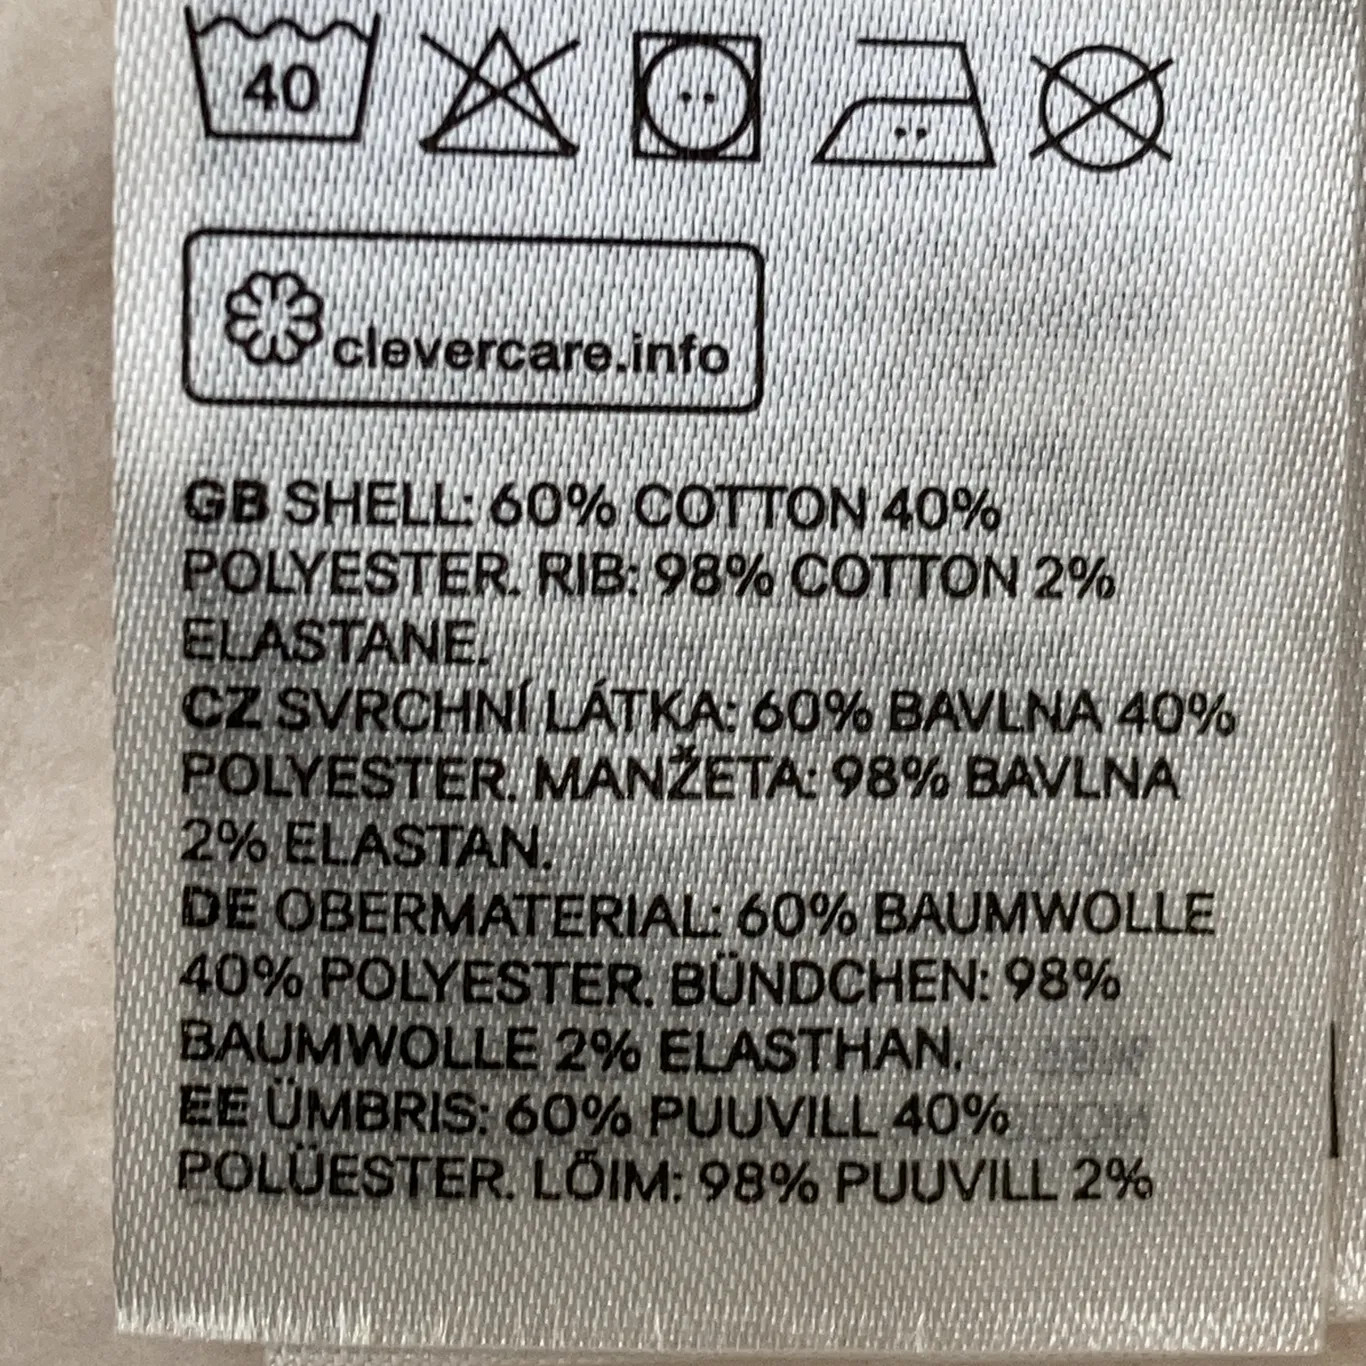 40
clevercare.info
GB SHELL: 60% COTTON 40%
POLYESTER. RIB: 98% COTTON 2%
ELASTANE.
CZ SVRCHNÍ LÁTKA: 60% BAVLNA 40%
POLYESTER. MANŽETA: 98% BAVLNA
2% ELASTAN.
DE OBERMATERIAL: 60% BAUMWOLLE
40% POLYESTER. BÜNDCHEN: 98%
BAUMWOLLE 2% ELASTHAN.
EE ÜMBRIS: 60% PUUVILL 40%
POLÜESTER. LÕIM: 98% PUUVILL 2%